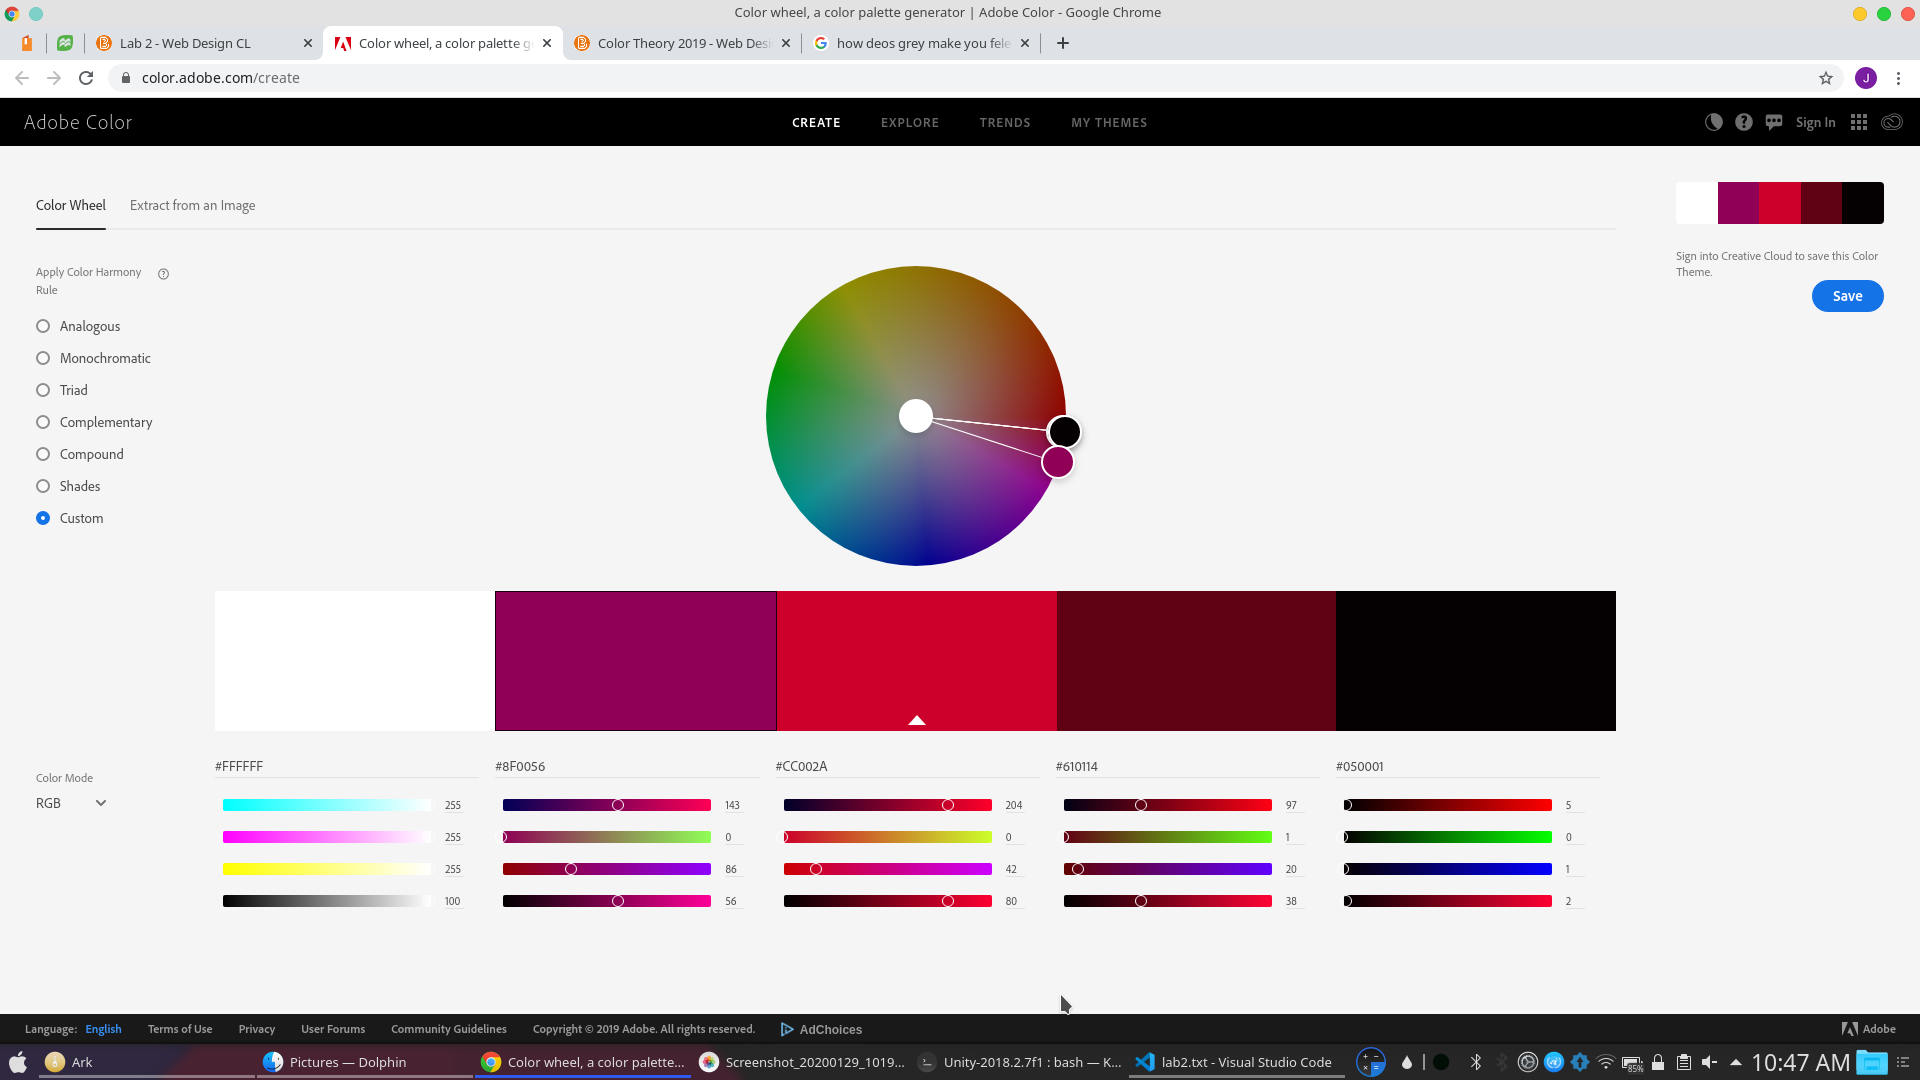 Color wheel, a color palette generator | Adobe Color - Google Chrome
Lab 2 - Web Design CL
Color wheel, a color palette g
Color Theory 2019 - Web Desi
how deos grey make you fele
color.adobe.com/create
J
Adobe Color
CREATE
EXPLORE
TRENDS
MY THEMES
Sign In
Color Wheel
Extract from an Image
Sign into Creative Cloud to save this Color
Theme.
Save
Apply Color Harmony
Rule
Analogous
Monochromatic
Triad
Complementary
Compound
Shades
Custom
#FFFFFF
#8F0056
#CC002A
#610114
#050001
Color Mode
RGB
255
143
204
97
5
255
0
0
1
0
255
86
42
20
1
100
56
80
38
2
Language: English
Terms of Use
Privacy
User Forums
Community Guidelines
Copyright © 2019 Adobe. All rights reserved.
AdChoices
Adobe
Ark
Pictures — Dolphin
Color wheel, a color palette...
Screenshot_20200129_1019...
Unity-2018.2.7f1 : bash — K...
lab2.txt - Visual Studio Code
85%
10:47 AM